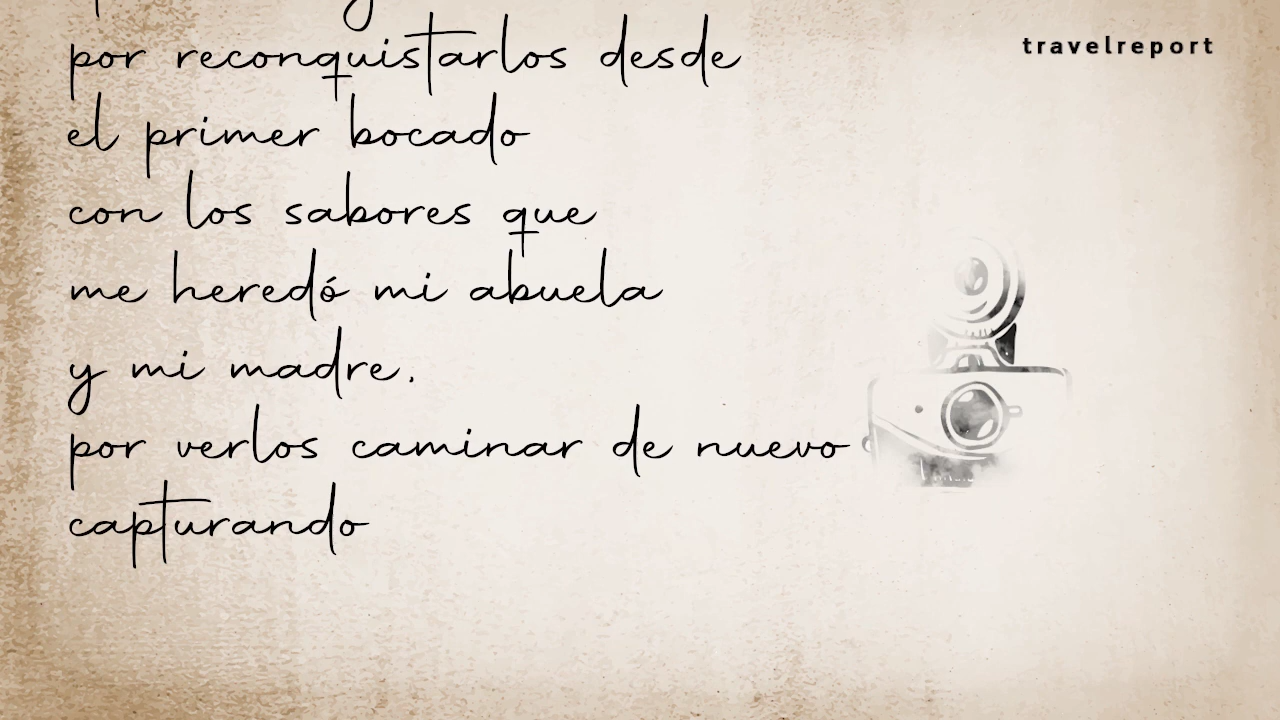 travelreport
por reconquistarlos desde
el primer bocado
con los sabores que
me heredó mi abuela
y mi madre.
por verlos caminar de nuevo
capturando